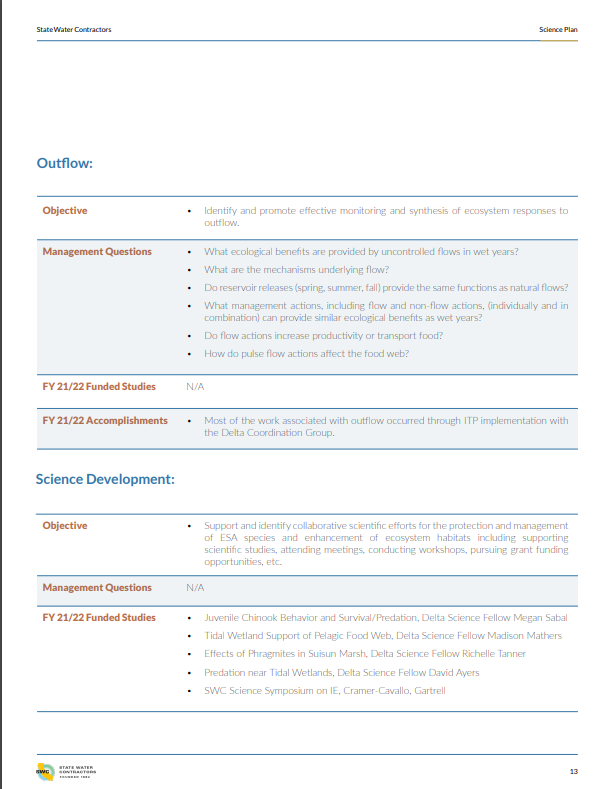 State Water Contractors
Science Plan
Outflow:
Objective
• Identify and promote effective monitoring and synthesis of ecosystem responses to
outflow.
Management Questions
• What ecological benefits are provided by uncontrolled flows in wet years?
• What are the mechanisms underlying flow?
• Do reservoir releases (spring, summer, fall) provide the same functions as natural flows?
• What management actions, including flow and non-flow actions, (individually and in
combination) can provide similar ecological benefits as wet years?
• Do flow actions increase productivity or transport food?
• How do pulse flow actions affect the food web?
FY 21/22 Funded Studies
N/A
FY 21/22 Accomplishments
• Most of the work associated with outflow occurred through ITP implementation with
the Delta Coordination Group.
Science Development:
Objective
• Support and identify collaborative scientific efforts for the protection and management
of ESA species and enhancement of ecosystem habitats including supporting
scientific studies, attending meetings, conducting workshops, pursuing grant funding
opportunities, etc.
Management Questions
N/A
FY 21/22 Funded Studies
• Juvenile Chinook Behavior and Survival/Predation, Delta Science Fellow Megan Sabal
• Tidal Wetland Support of Pelagic Food Web, Delta Science Fellow Madison Mathers
• Effects of Phragmites in Suisun Marsh, Delta Science Fellow Richelle Tanner
• Predation near Tidal Wetlands, Delta Science Fellow David Ayers
• SWC Science Symposium on IE, Cramer-Cavallo, Gartrell
SWC
STATE WATER
CONTRACTORS
FOUNDED 1982
13